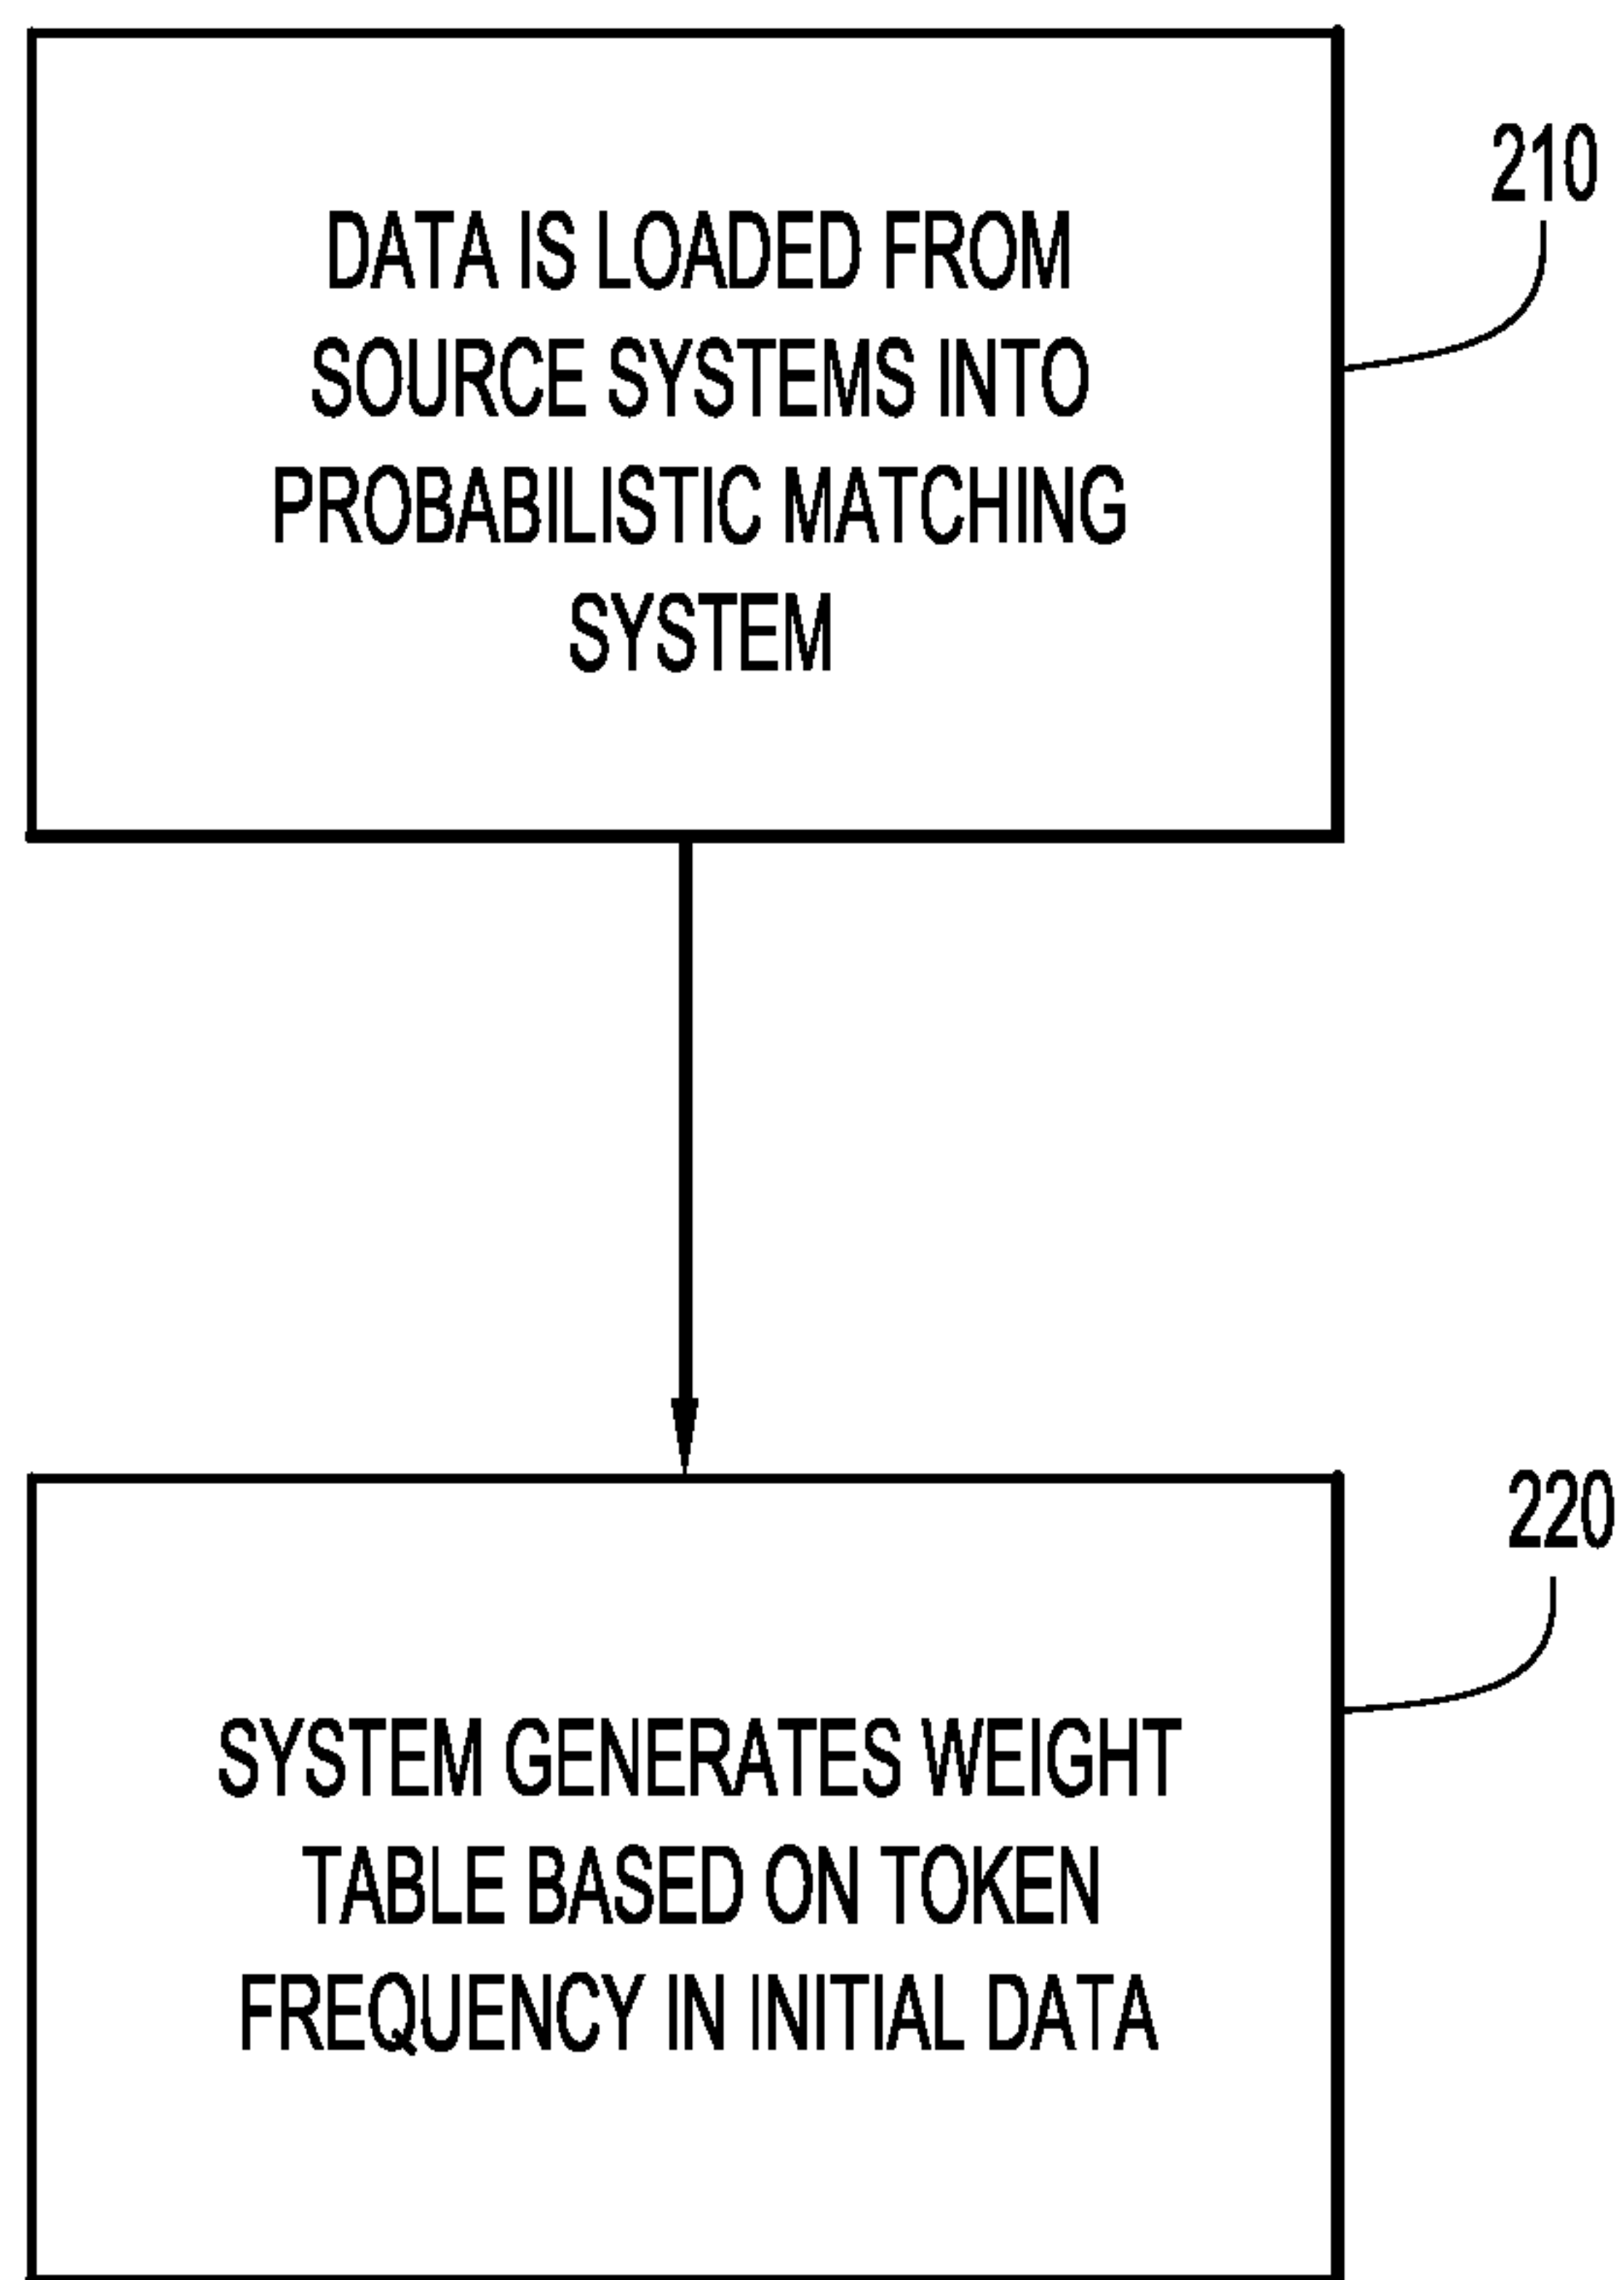 210
DATA IS LOADED FROM
SOURCE SYSTEMS INTO
PROBABILISTIC MATCHING
SYSTEM
220
SYSTEM GENERATES WEIGHT
TABLE BASED ON TOKEN
FREQUENCY IN INITIAL DATA